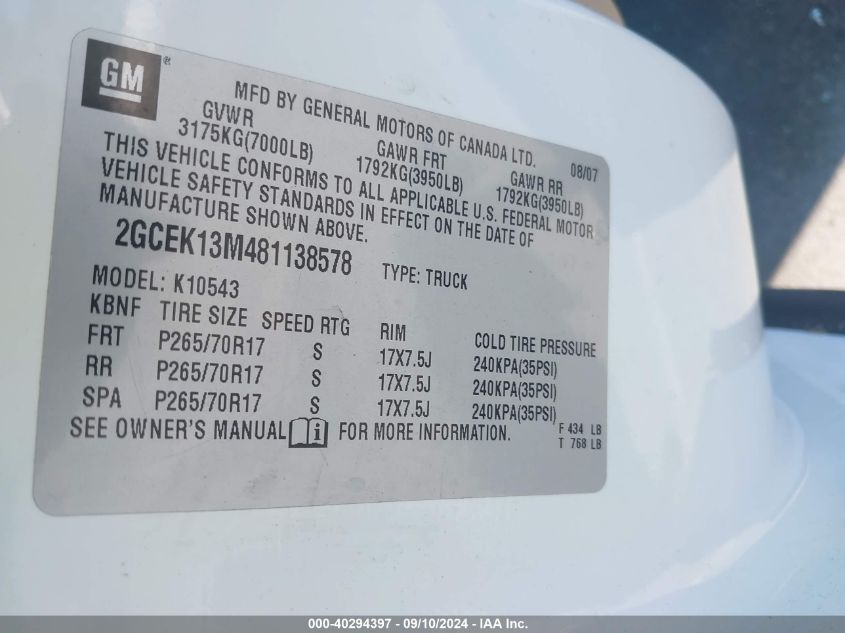 GM®
MFD BY GENERAL MOTORS OF CANADA LTD. 08/07
GVWR GAWR FRT GAWR RR
3175KG(7000LB) 1792KG(3950LB) 1792KG(3950LB)
THIS VEHICLE CONFORMS TO ALL APPLICABLE U.S. FEDERAL MOTOR
VEHICLE SAFETY STANDARDS IN EFFECT ON THE DATE OF
MANUFACTURE SHOWN ABOVE.
2GCEK13M481138578 TYPE: TRUCK
MODEL: K10543
KBNF TIRE SIZE SPEED RTG RIM COLD TIRE PRESSURE
FRT P265/70R17 S 17X7.5J 240KPA(35PSI)
RR P265/70R17 S 17X7.5J 240KPA(35PSI)
SPA P265/70R17 S 17X7.5J 240KPA(35PSI)
SEE OWNER'S MANUAL i FOR MORE INFORMATION.
F 434 LB
T 768 LB
000-40294397 - 09/10/2024 - IAA Inc.